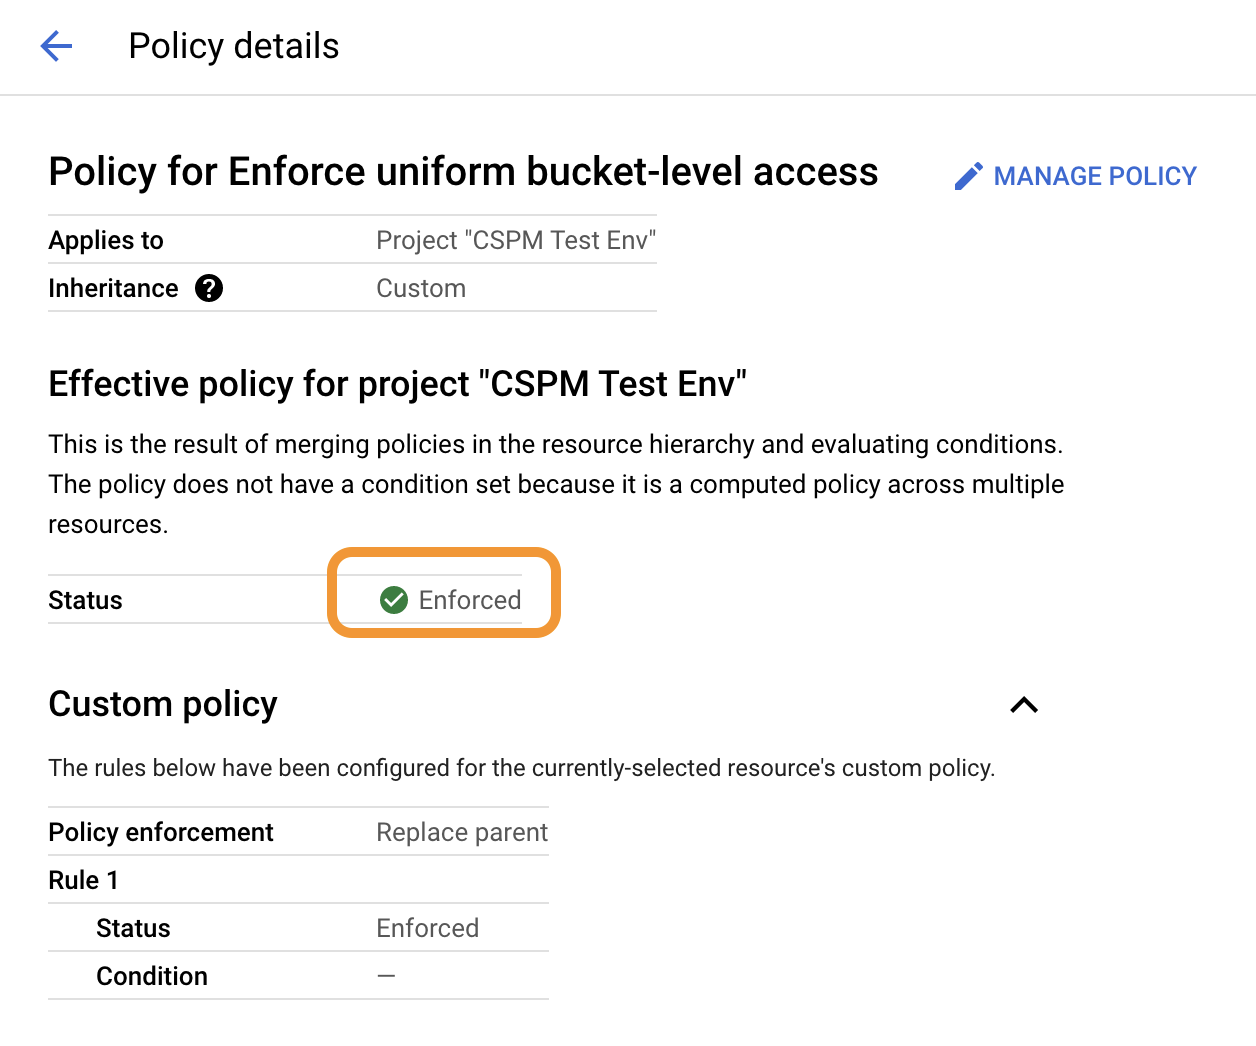 Policy details
Policy for Enforce uniform bucket-level access
MANAGE POLICY
Applies to Project "CSPM Test Env"
Inheritance ? Custom
Effective policy for project "CSPM Test Env"
This is the result of merging policies in the resource hierarchy and evaluating conditions.
The policy does not have a condition set because it is a computed policy across multiple
resources.
Status Enforced
Custom policy
The rules below have been configured for the currently-selected resource's custom policy.
Policy enforcement Replace parent
Rule 1
Status Enforced
Condition —